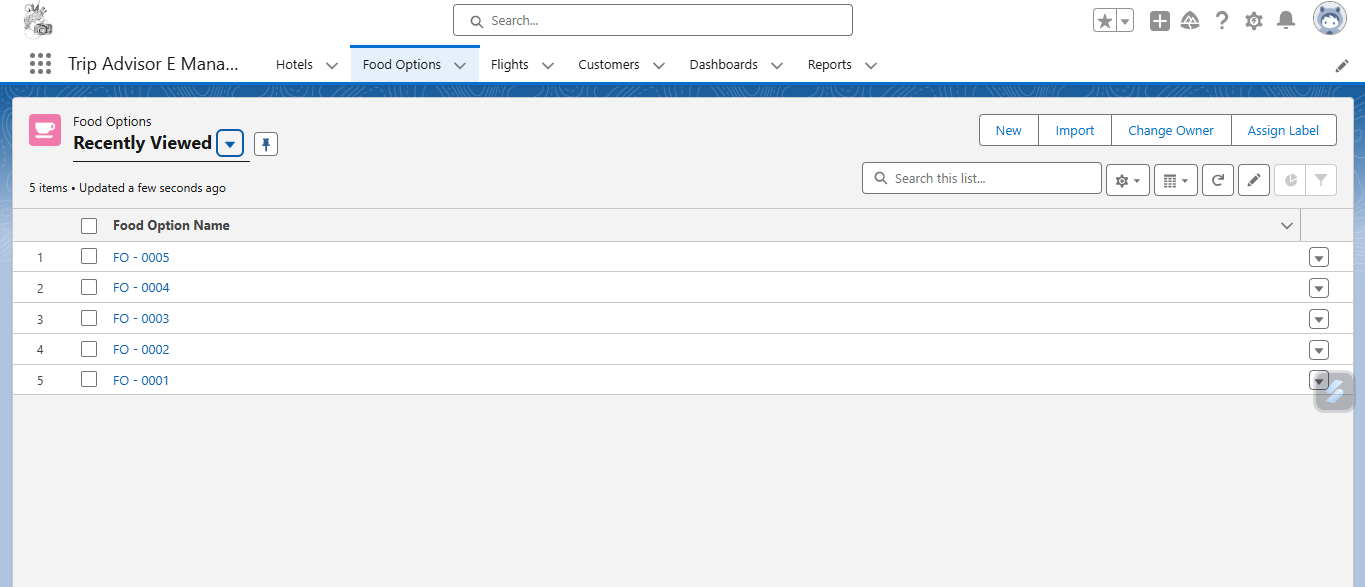 Search...
Trip Advisor E Mana...
Hotels
Food Options
Flights
Customers
Dashboards
Reports
Food Options
Recently Viewed
New
Import
Change Owner
Assign Label
5 items • Updated a few seconds ago
Search this list...
Food Option Name
1 FO - 0005
2 FO - 0004
3 FO - 0003
4 FO - 0002
5 FO - 0001